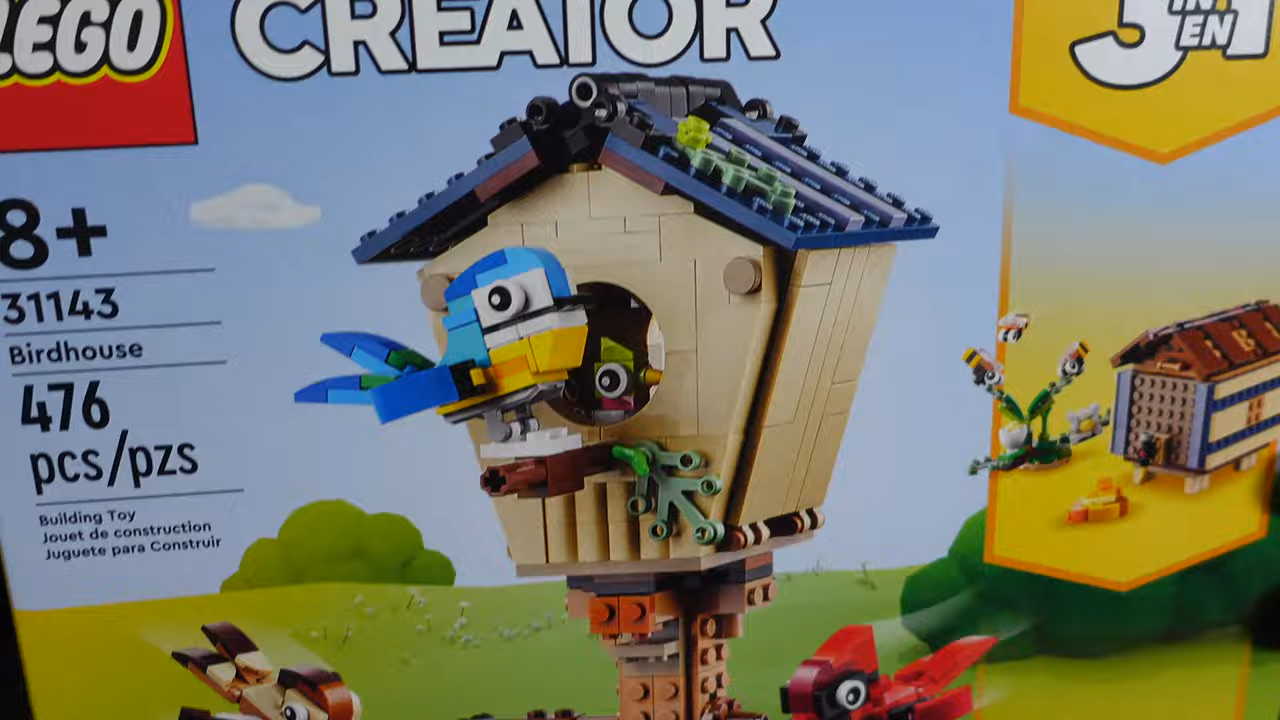 LEGO
CREATOR
3 IN 1
EN
8+
31143
Birdhouse
476
pcs/pzs
Building Toy
Jouet de construction
Juguete para Construir